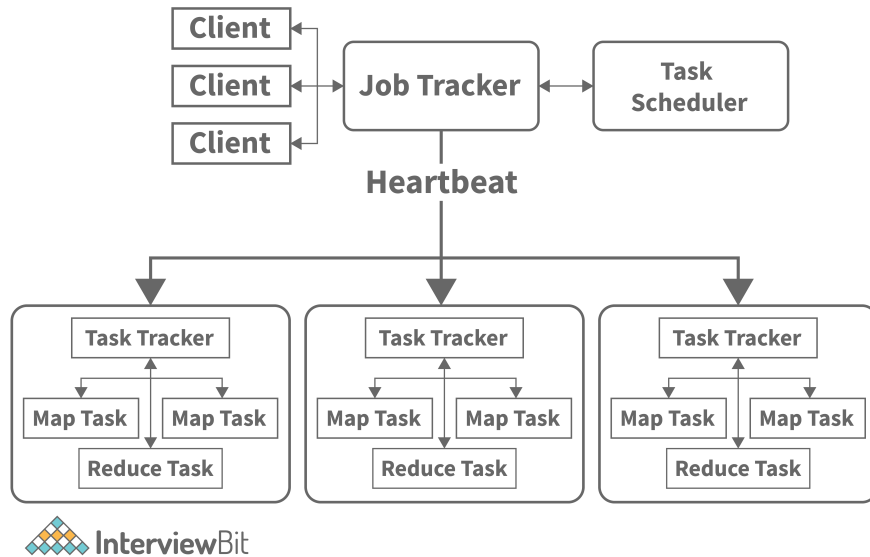 Client
Client
Client
Job Tracker
Task
Scheduler
Heartbeat
Task Tracker
Map Task
Map Task
Reduce Task
Task Tracker
Map Task
Map Task
Reduce Task
Task Tracker
Map Task
Map Task
Reduce Task
InterviewBit